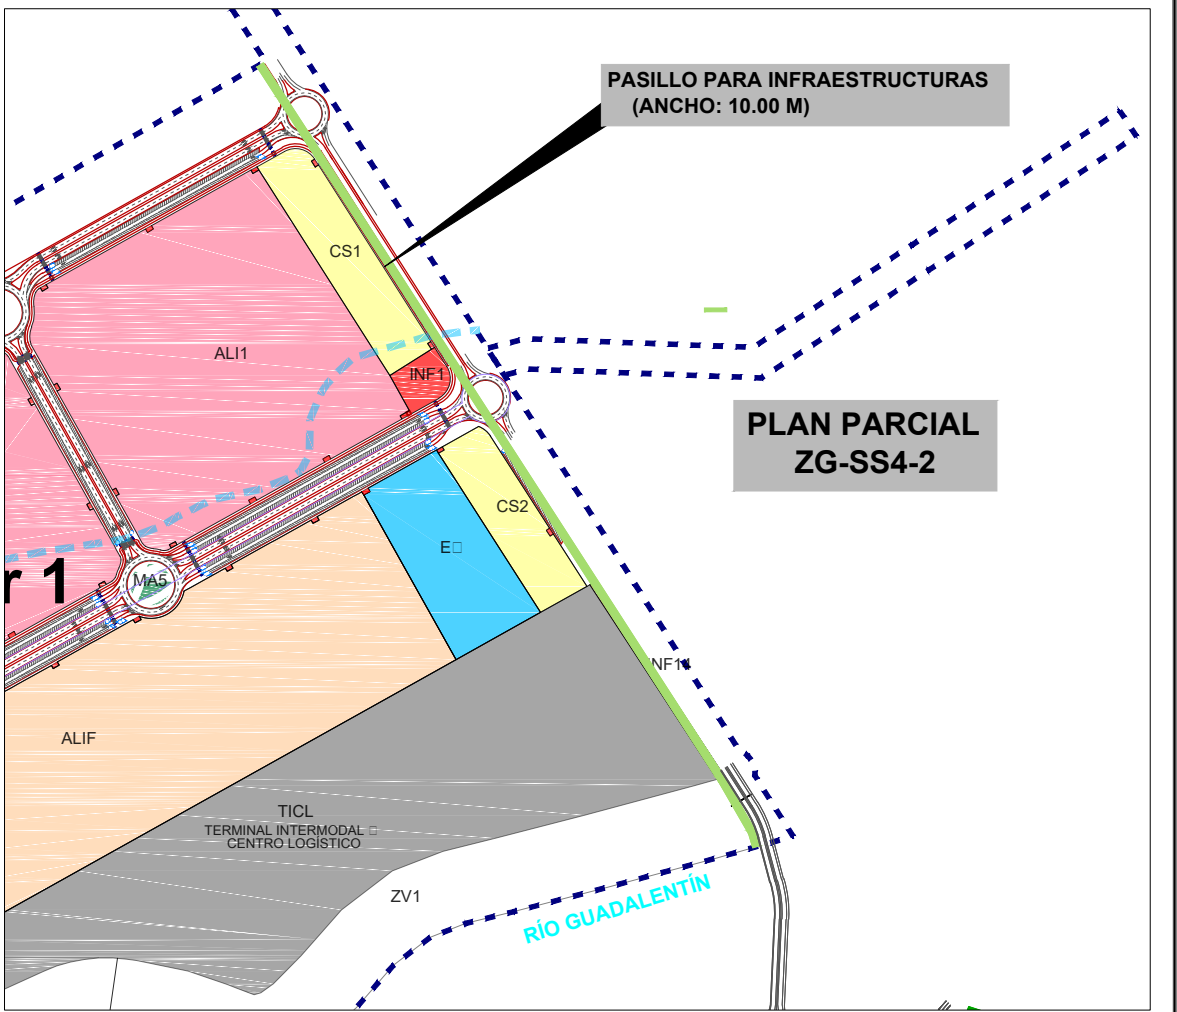 PASILLO PARA INFRAESTRUCTURAS
(ANCHO: 10.00 M)
CS1
ALI1
INF1
PLAN PARCIAL
ZG-SS4-2
CS2
E□
r 1
MA5
NF14
ALIF
TICL
TERMINAL INTERMODAL □
CENTRO LOGÍSTICO
ZV1
RÍO GUADALENTÍN